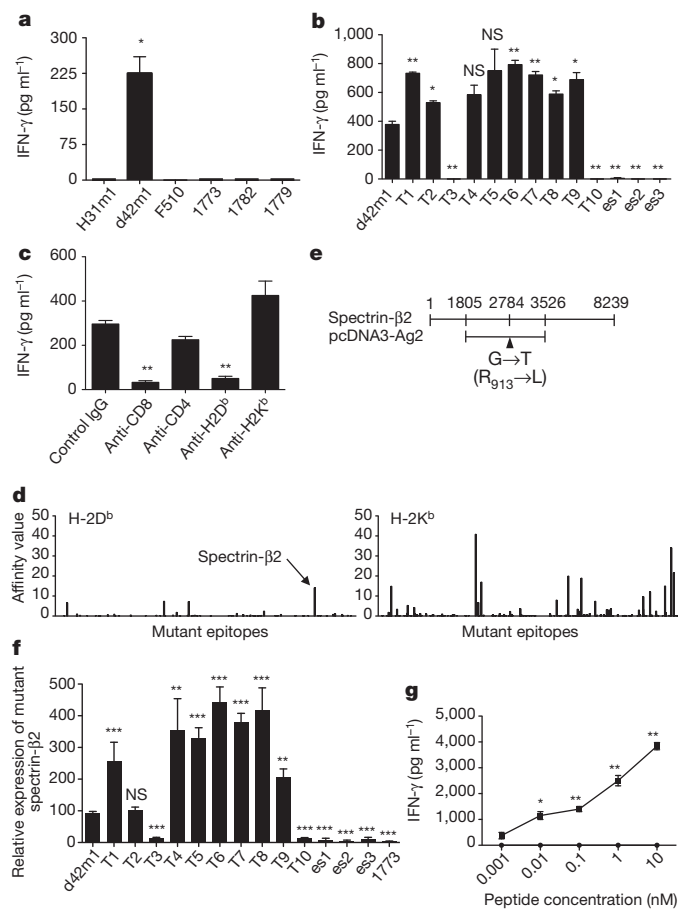 a
IFN-γ (pg ml⁻¹)
300
225
150
75
0
*
H31m1 d42m1 F510 1773 1782 1779
b
IFN-γ (pg ml⁻¹)
1,000
800
600
400
200
0
** * ** NS NS ** ** * * ** ** ** **
d42m1 T1 T2 T3 T4 T5 T6 T7 T8 T9 T10 es1 es2 es3
c
IFN-γ (pg ml⁻¹)
600
400
200
0
** **
Control IgG Anti-CD8 Anti-CD4 Anti-H2Dᵇ Anti-H2Kᵇ
e
1 1805 2784 3526 8239
Spectrin-β2
pcDNA3-Ag2
G→T
(R₉₁₃→L)
d
Affinity value
50
40
30
20
10
0
H-2Dᵇ
Spectrin-β2
Mutant epitopes
50
40
30
20
10
0
H-2Kᵇ
Mutant epitopes
f
Relative expression of mutant
spectrin-β2
500
400
300
200
100
0
*** NS *** ** *** *** *** *** ** *** *** *** *** ***
d42m1 T1 T2 T3 T4 T5 T6 T7 T8 T9 T10 es1 es2 es3 1773
g
IFN-γ (pg ml⁻¹)
5,000
4,000
3,000
2,000
1,000
0
* ** ** **
0.001 0.01 0.1 1 10
Peptide concentration (nM)